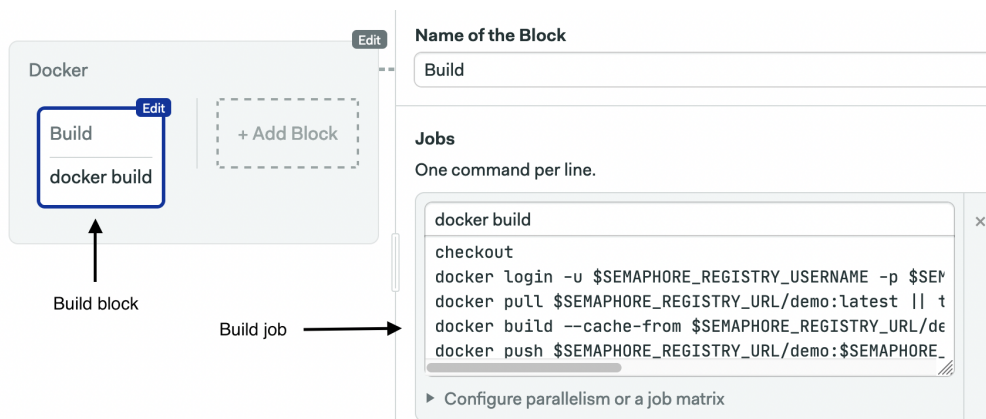 Edit
Docker
Edit
Build
docker build
+ Add Block
Build block
Build job
Name of the Block
Build
Jobs
One command per line.
docker build
checkout
docker login -u $SEMAPHORE_REGISTRY_USERNAME -p $SEM
docker pull $SEMAPHORE_REGISTRY_URL/demo:latest || t
docker build --cache-from $SEMAPHORE_REGISTRY_URL/de
docker push $SEMAPHORE_REGISTRY_URL/demo:$SEMAPHORE_
Configure parallelism or a job matrix